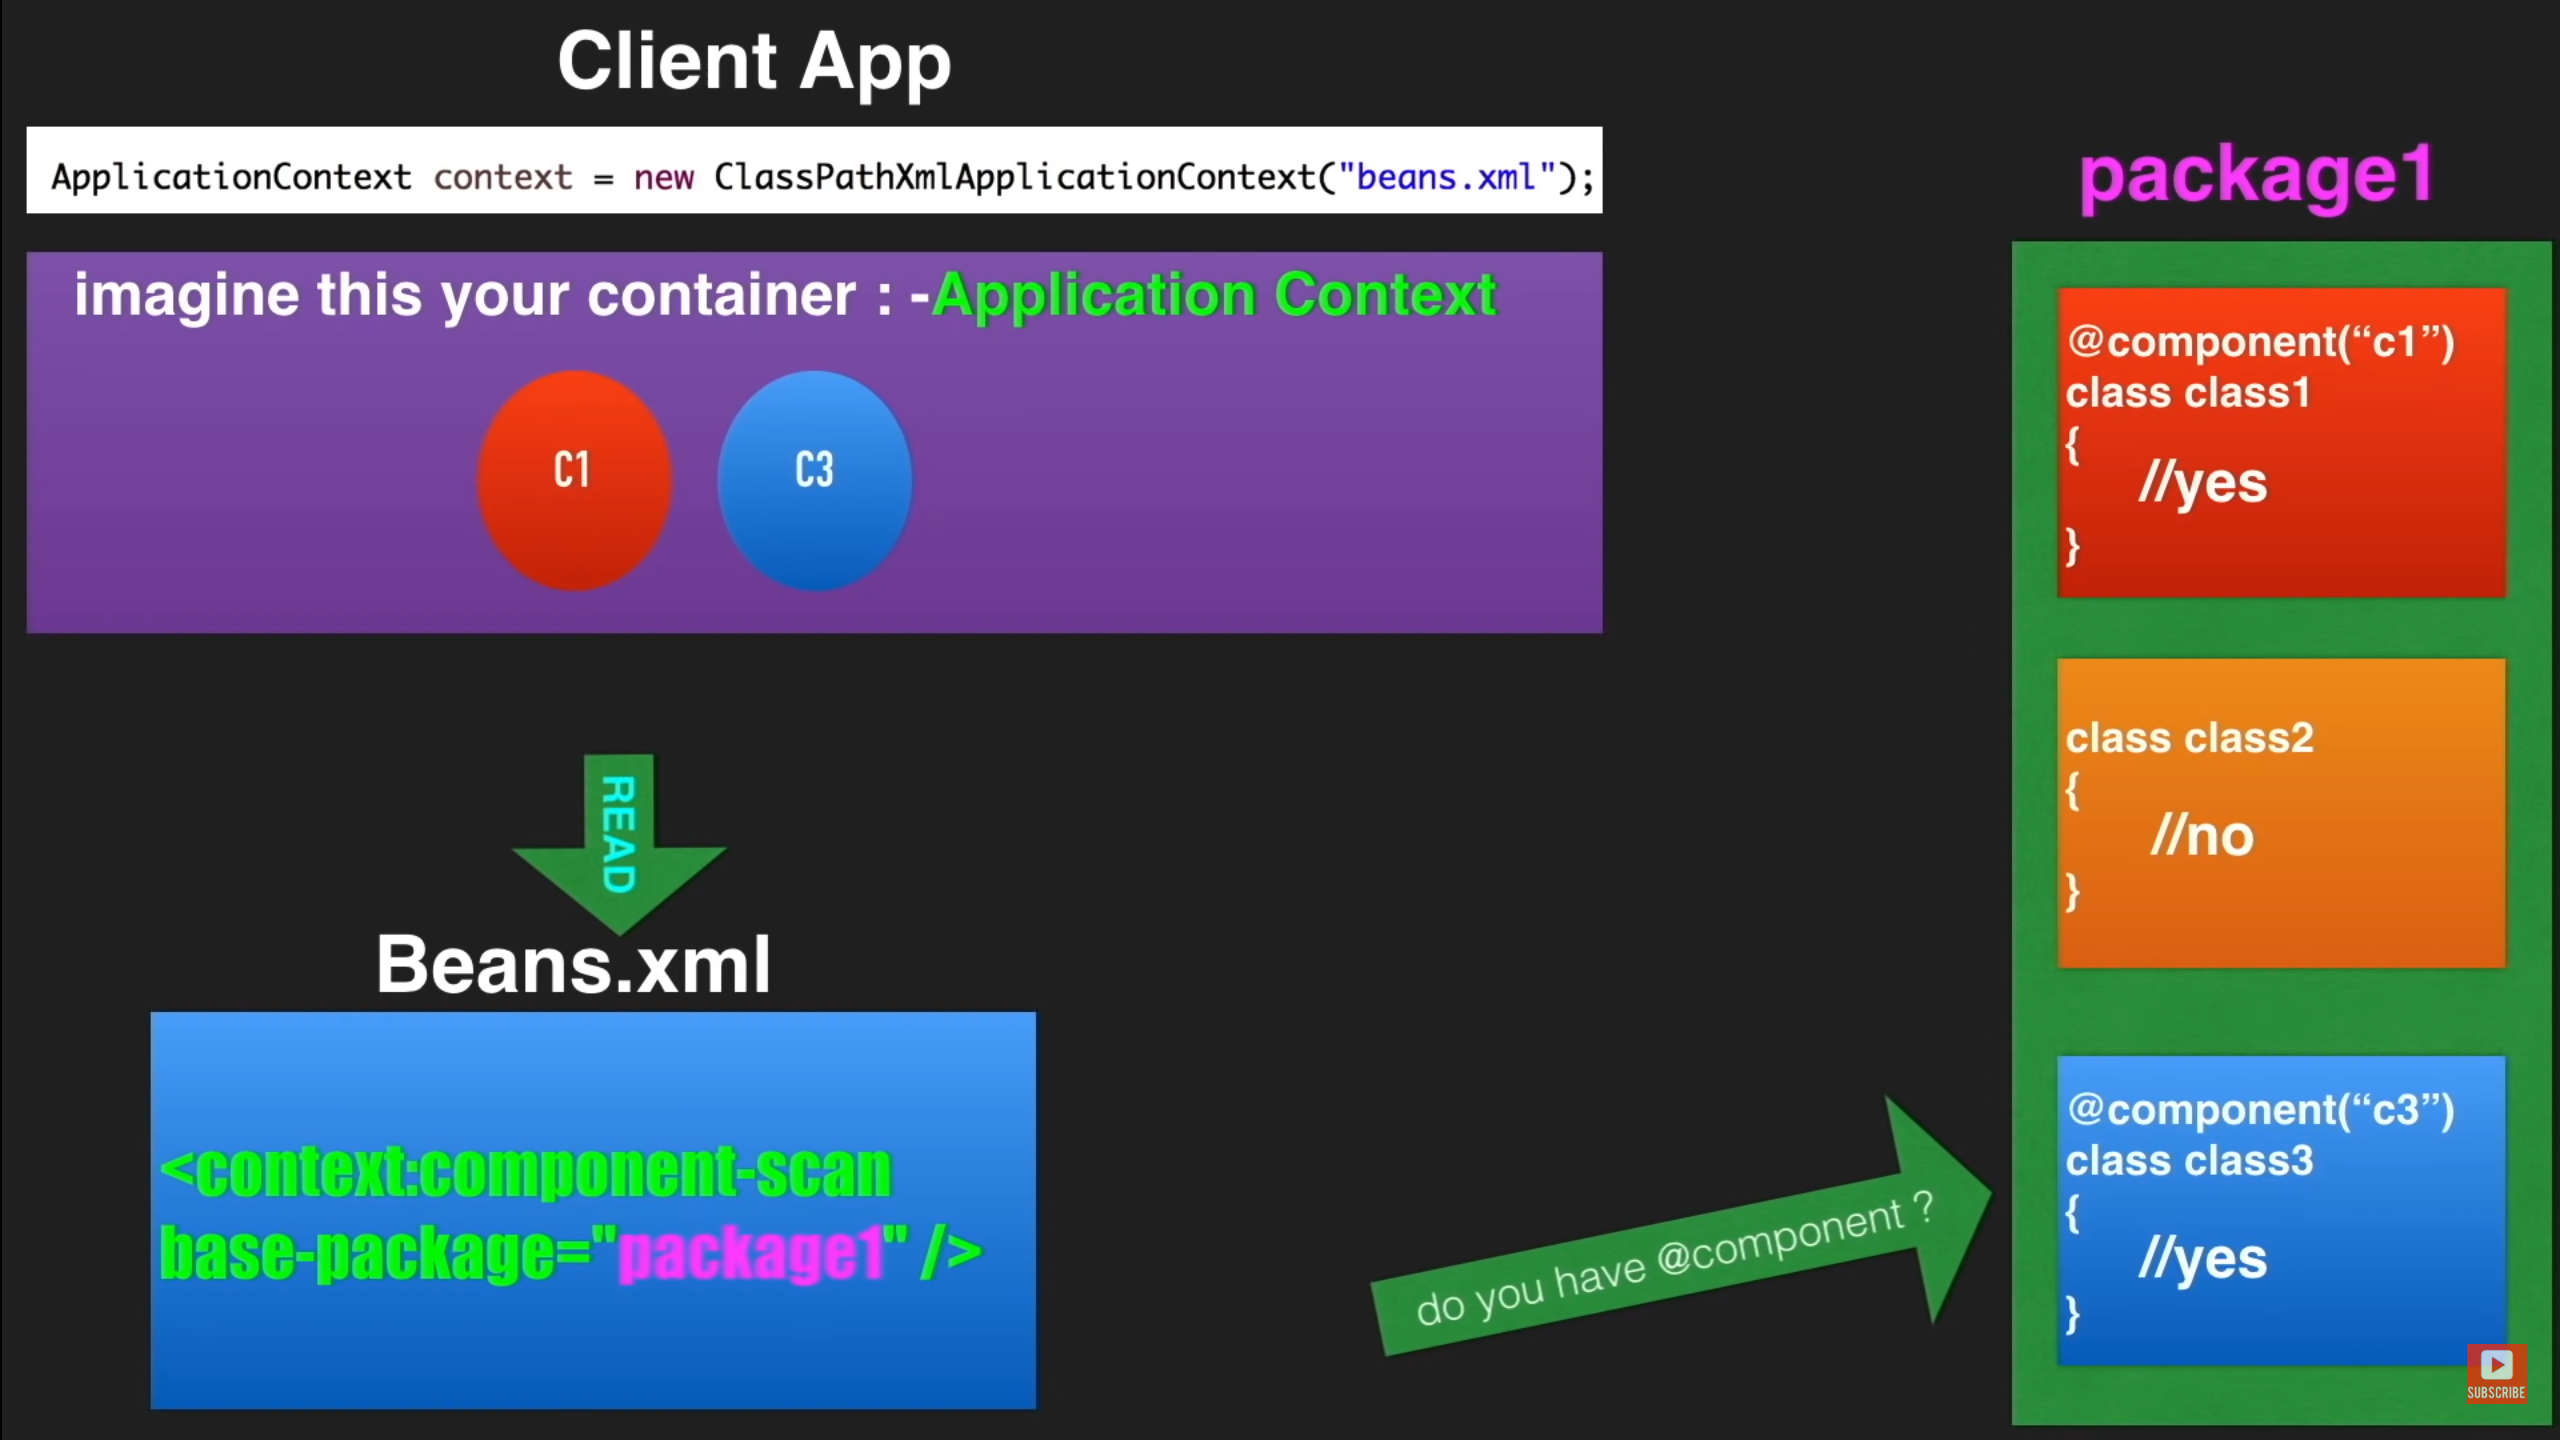 Client App
ApplicationContext context = new ClassPathXmlApplicationContext("beans.xml");
imagine this your container : -Application Context
C1
C3
READ
Beans.xml
<context:component-scan
base-package="package1" />
do you have @component ?
package1
@component(“c1”)
class class1
{
//yes
}
class class2
{
//no
}
@component(“c3”)
class class3
{
//yes
}
SUBSCRIBE